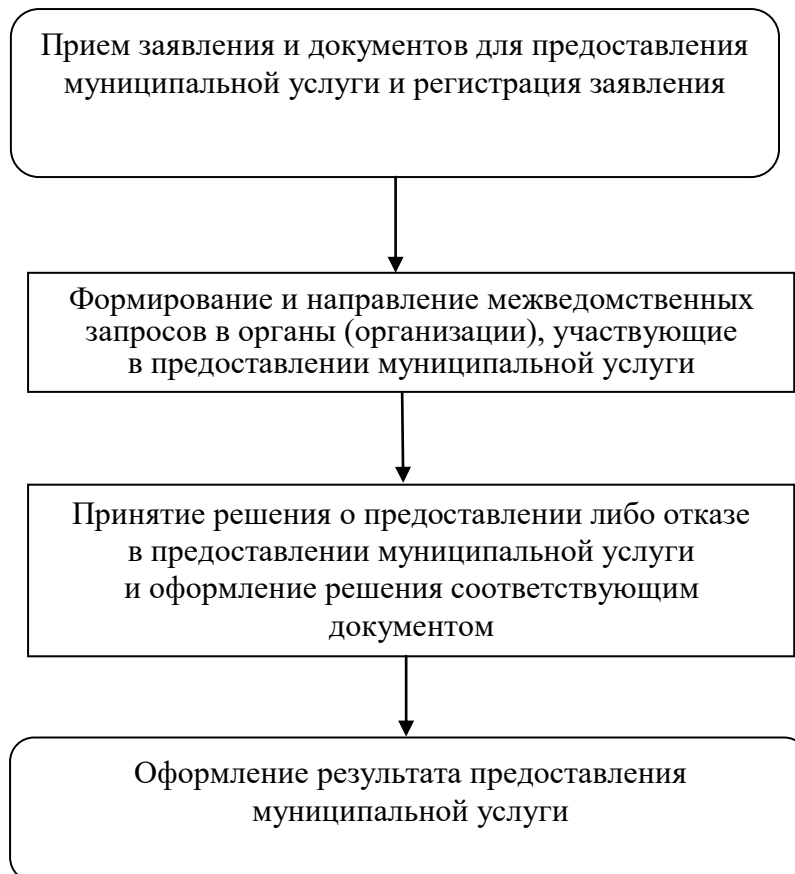 Прием заявления и документов для предоставления
муниципальной услуги и регистрация заявления
Формирование и направление межведомственных
запросов в органы (организации), участвующие
в предоставлении муниципальной услуги
Принятие решения о предоставлении либо отказе
в предоставлении муниципальной услуги
и оформление решения соответствующим
документом
Оформление результата предоставления
муниципальной услуги